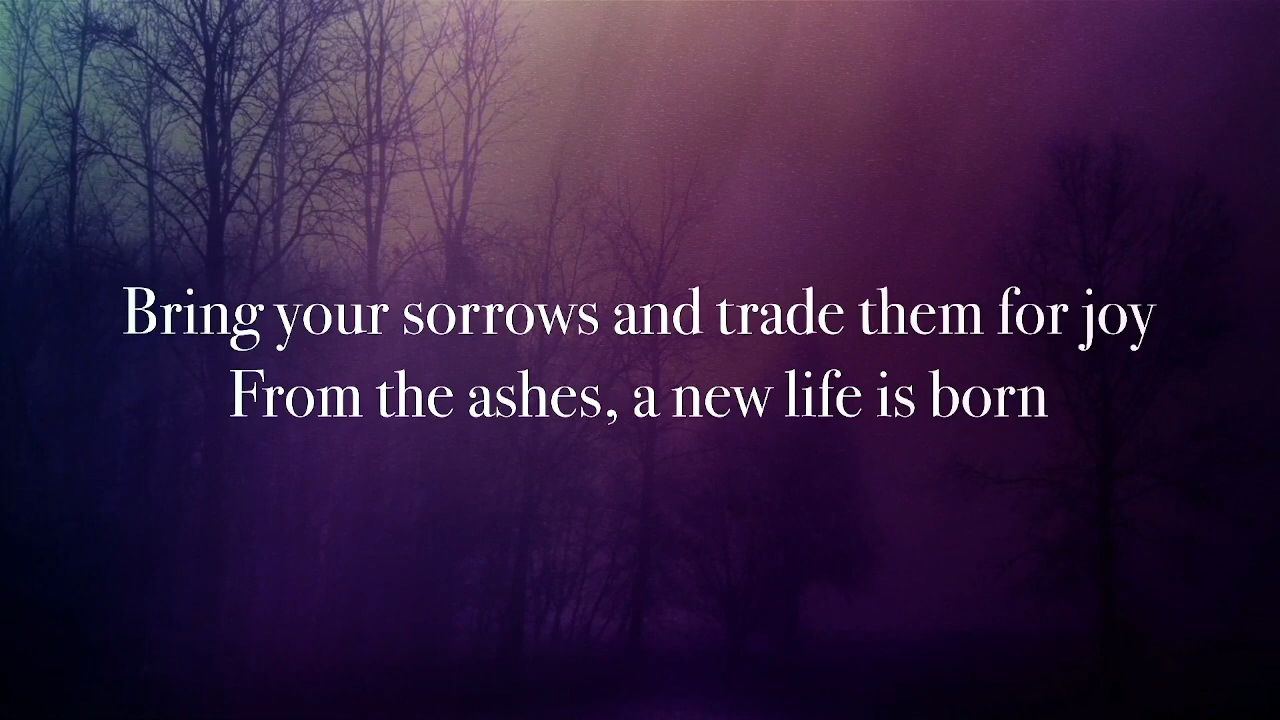 Bring your sorrows and trade them for joy
From the ashes, a new life is born